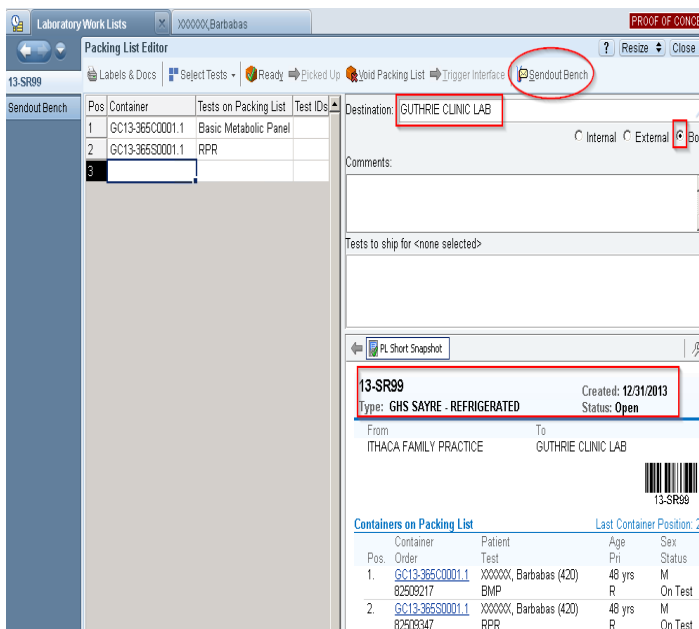 Laboratory Work Lists x XXXXXX,Barbabas PROOF OF CONCE
Packing List Editor ? Resize Close
13-SR99 Labels & Docs Select Tests Ready Picked Up Void Packing List Trigger Interface Sendout Bench
Sendout Bench Pos Container Tests on Packing List Test IDs Destination: GUTHRIE CLINIC LAB
1 GC13-365C0001.1 Basic Metabolic Panel
Internal External Bo
2 GC13-365S0001.1 RPR
3
Comments:
Tests to ship for <none selected>
PL Short Snapshot
13-SR99 Created: 12/31/2013
Type: GHS SAYRE - REFRIGERATED Status: Open
From To
ITHACA FAMILY PRACTICE GUTHRIE CLINIC LAB
13-SR99
Containers on Packing List Last Container Position: 2
Container Patient Age Sex
Pos. Order Test Pri Status
1. GC13-365C0001.1 XXXXXX, Barbabas (420) 48 yrs M
82509217 BMP R On Test
2. GC13-365S0001.1 XXXXXX, Barbabas (420) 48 yrs M
82509347 RPR R On Test